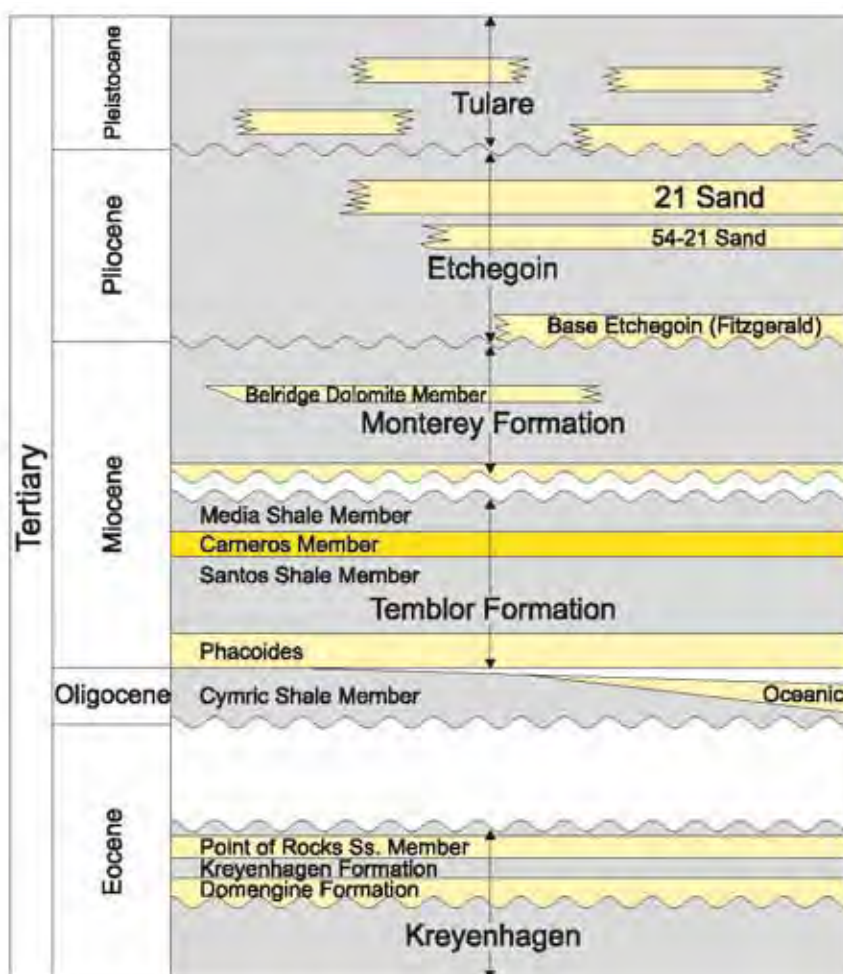 Tertiary
Pleistocene
Tulare
Pliocene
21 Sand
54-21 Sand
Etchegoin
Base Etchegoin (Fitzgerald)
Miocene
Belridge Dolomite Member
Monterey Formation
Media Shale Member
Carneros Member
Santos Shale Member
Temblor Formation
Phacoides
Oligocene
Cymric Shale Member
Oceanic
Eocene
Point of Rocks Ss. Member
Kreyenhagen Formation
Domengine Formation
Kreyenhagen